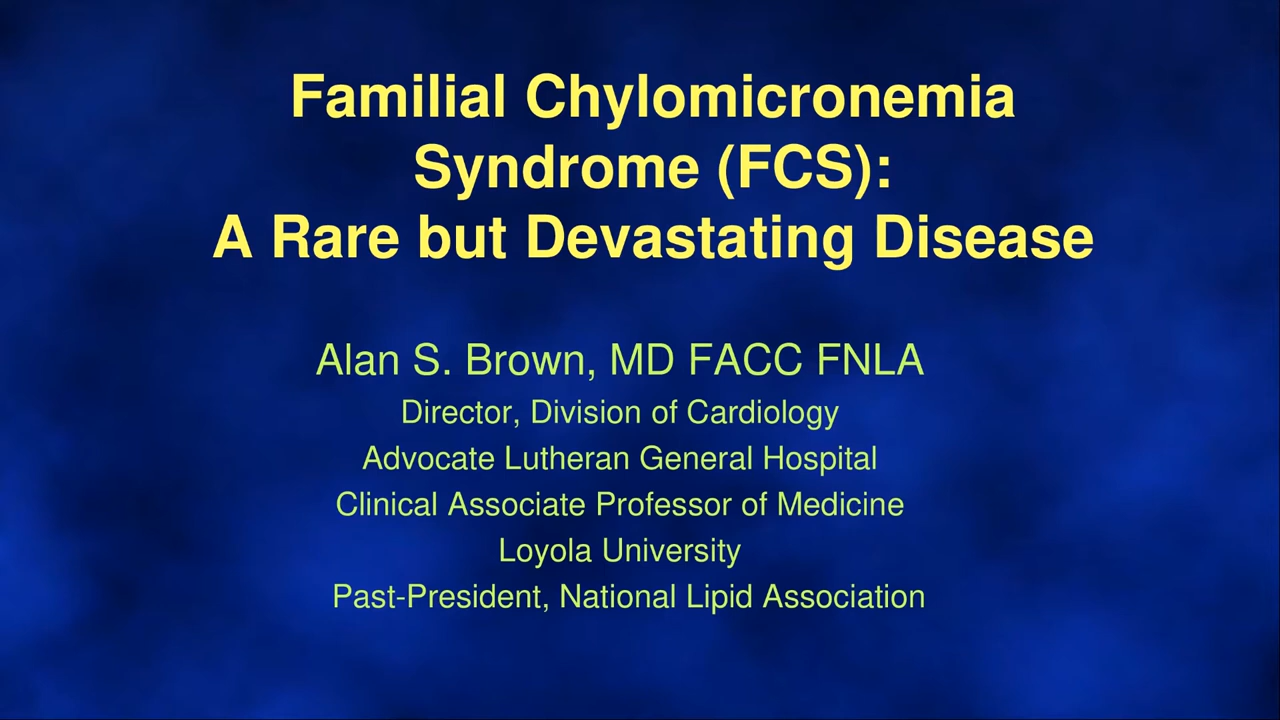 Familial Chylomicronemia
Syndrome (FCS):
A Rare but Devastating Disease
Alan S. Brown, MD FACC FNLA
Director, Division of Cardiology
Advocate Lutheran General Hospital
Clinical Associate Professor of Medicine
Loyola University
Past-President, National Lipid Association